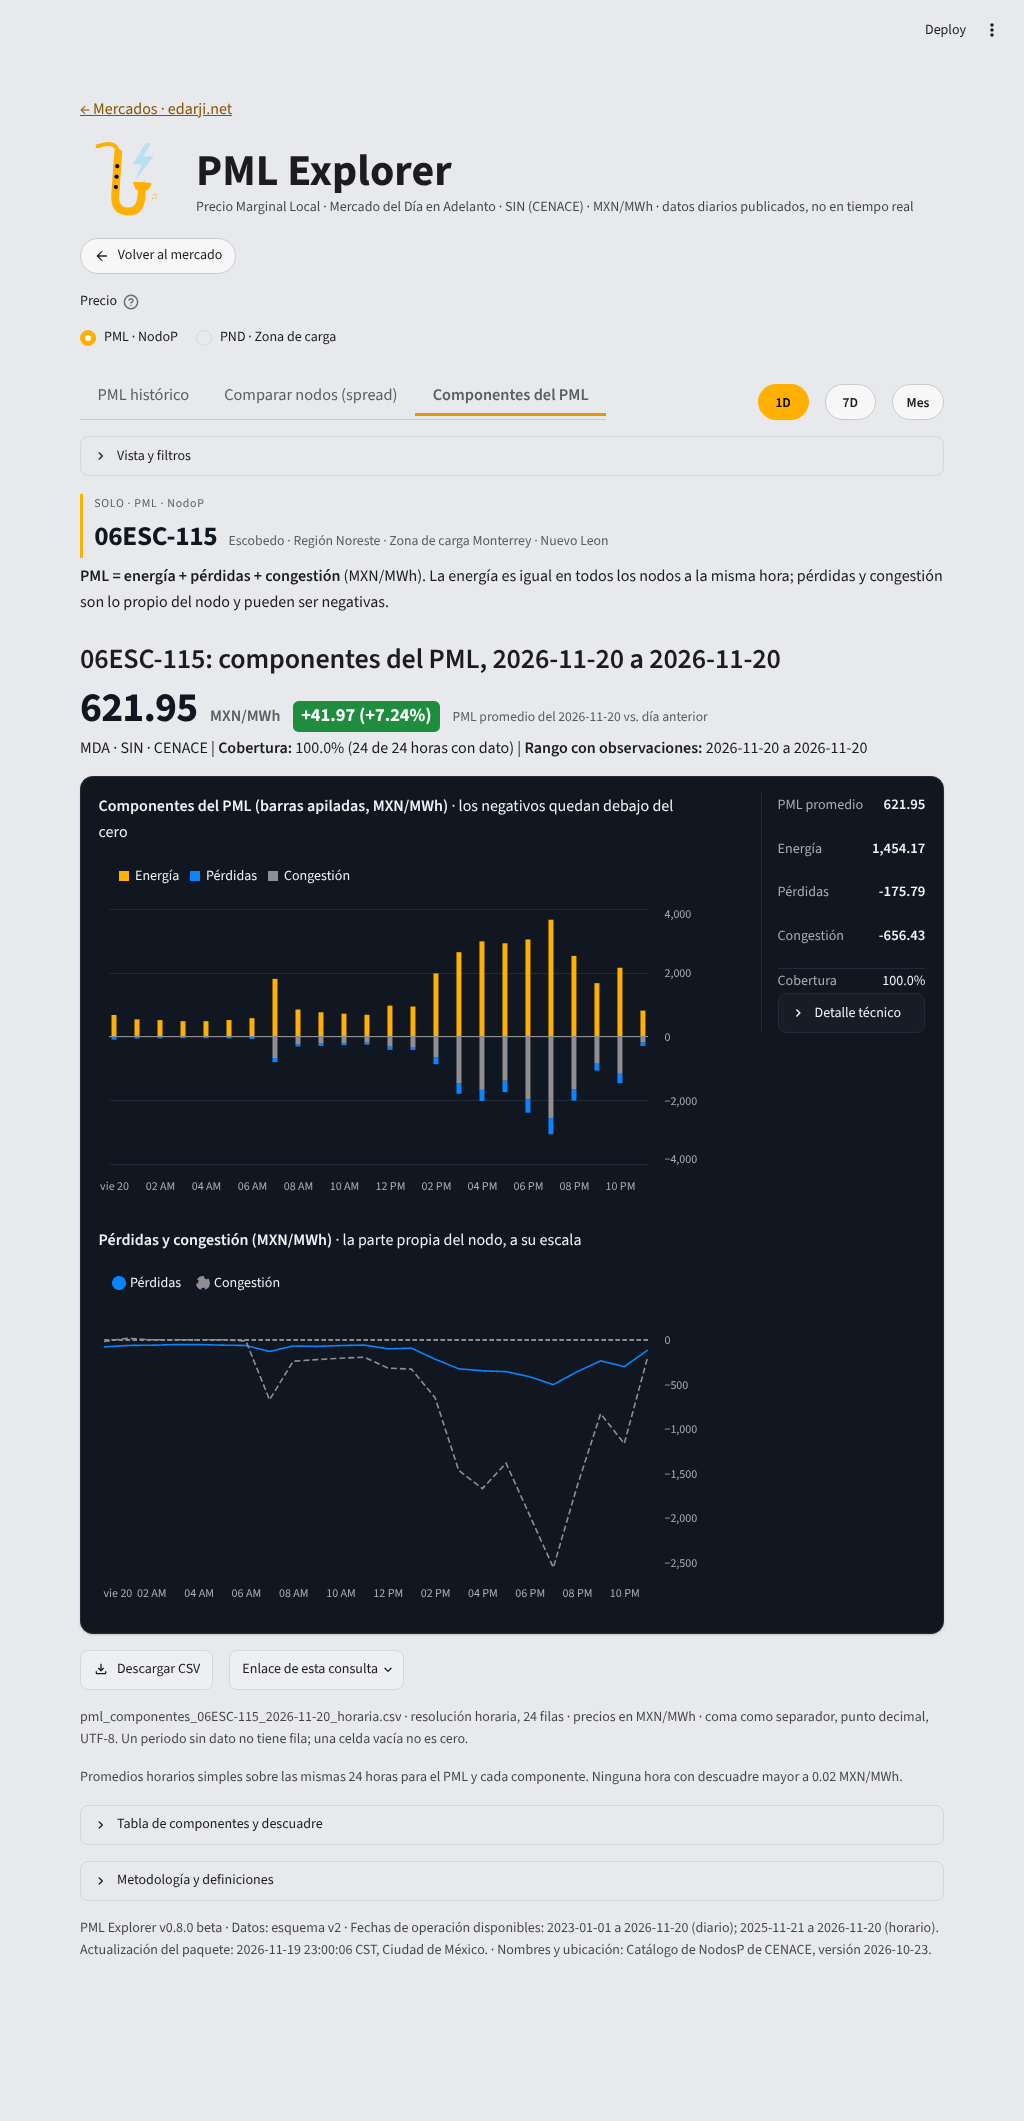 Deploy
← Mercados · edarji.net
PML Explorer
Precio Marginal Local · Mercado del Día en Adelanto · SIN (CENACE) · MXN/MWh · datos diarios publicados, no en tiempo real
Volver al mercado
Precio
PML · NodoP PND · Zona de carga
PML histórico Comparar nodos (spread) Componentes del PML 1D 7D Mes
Vista y filtros
SOLO · PML · NodoP
06ESC-115 Escobedo · Región Noreste · Zona de carga Monterrey · Nuevo Leon
PML = energía + pérdidas + congestión (MXN/MWh). La energía es igual en todos los nodos a la misma hora; pérdidas y congestión
son lo propio del nodo y pueden ser negativas.
06ESC-115: componentes del PML, 2026-11-20 a 2026-11-20
621.95 MXN/MWh +41.97 (+7.24%) PML promedio del 2026-11-20 vs. día anterior
MDA · SIN · CENACE | Cobertura: 100.0% (24 de 24 horas con dato) | Rango con observaciones: 2026-11-20 a 2026-11-20
Componentes del PML (barras apiladas, MXN/MWh) · los negativos quedan debajo del
cero
Energía Pérdidas Congestión
4,000
2,000
0
−2,000
−4,000
vie 20 02 AM 04 AM 06 AM 08 AM 10 AM 12 PM 02 PM 04 PM 06 PM 08 PM 10 PM
PML promedio 621.95
Energía 1,454.17
Pérdidas -175.79
Congestión -656.43
Cobertura 100.0%
Detalle técnico
Pérdidas y congestión (MXN/MWh) · la parte propia del nodo, a su escala
Pérdidas Congestión
0
−500
−1,000
−1,500
−2,000
−2,500
vie 20 02 AM 04 AM 06 AM 08 AM 10 AM 12 PM 02 PM 04 PM 06 PM 08 PM 10 PM
Descargar CSV Enlace de esta consulta
pml_componentes_06ESC-115_2026-11-20_horaria.csv · resolución horaria, 24 filas · precios en MXN/MWh · coma como separador, punto decimal,
UTF-8. Un periodo sin dato no tiene fila; una celda vacía no es cero.
Promedios horarios simples sobre las mismas 24 horas para el PML y cada componente. Ninguna hora con descuadre mayor a 0.02 MXN/MWh.
Tabla de componentes y descuadre
Metodología y definiciones
PML Explorer v0.8.0 beta · Datos: esquema v2 · Fechas de operación disponibles: 2023-01-01 a 2026-11-20 (diario); 2025-11-21 a 2026-11-20 (horario).
Actualización del paquete: 2026-11-19 23:00:06 CST, Ciudad de México. · Nombres y ubicación: Catálogo de NodosP de CENACE, versión 2026-10-23.